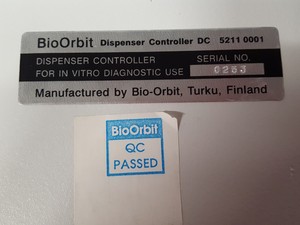 BioOrbit Dispenser Controller DC 5211 0001
DISPENSER CONTROLLER SERIAL NO.
FOR IN VITRO DIAGNOSTIC USE 0253
Manufactured by Bio-Orbit, Turku, Finland
BioOrbit
QC
PASSED